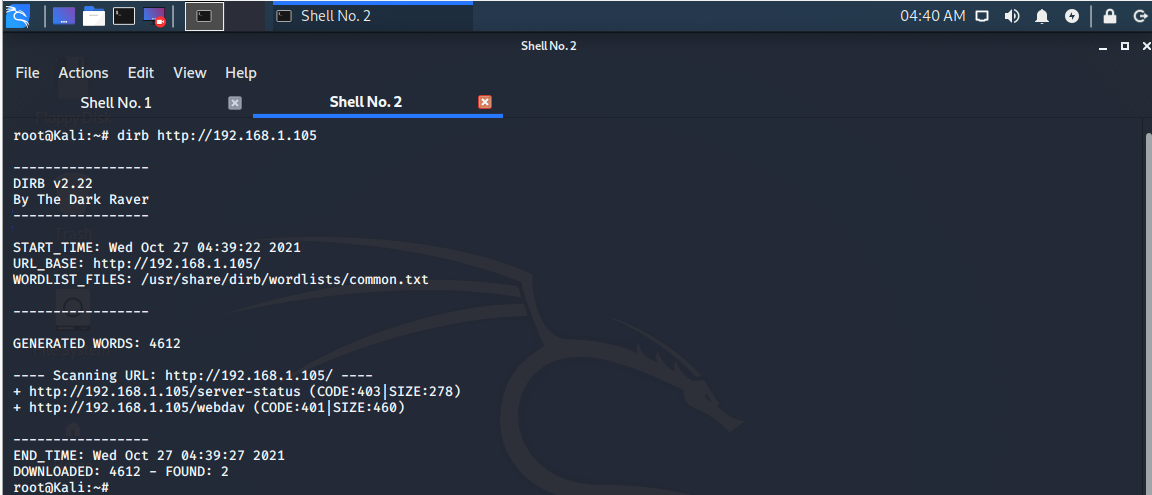 Shell No. 2
04:40 AM
Shell No. 2
File Actions Edit View Help
Shell No. 1
Shell No. 2
root@Kali:~# dirb http://192.168.1.105
-----------------
DIRB v2.22
By The Dark Raver
-----------------
START_TIME: Wed Oct 27 04:39:22 2021
URL_BASE: http://192.168.1.105/
WORDLIST_FILES: /usr/share/dirb/wordlists/common.txt
-----------------
GENERATED WORDS: 4612
---- Scanning URL: http://192.168.1.105/ ----
+ http://192.168.1.105/server-status (CODE:403|SIZE:278)
+ http://192.168.1.105/webdav (CODE:401|SIZE:460)
-----------------
END_TIME: Wed Oct 27 04:39:27 2021
DOWNLOADED: 4612 - FOUND: 2
root@Kali:~#